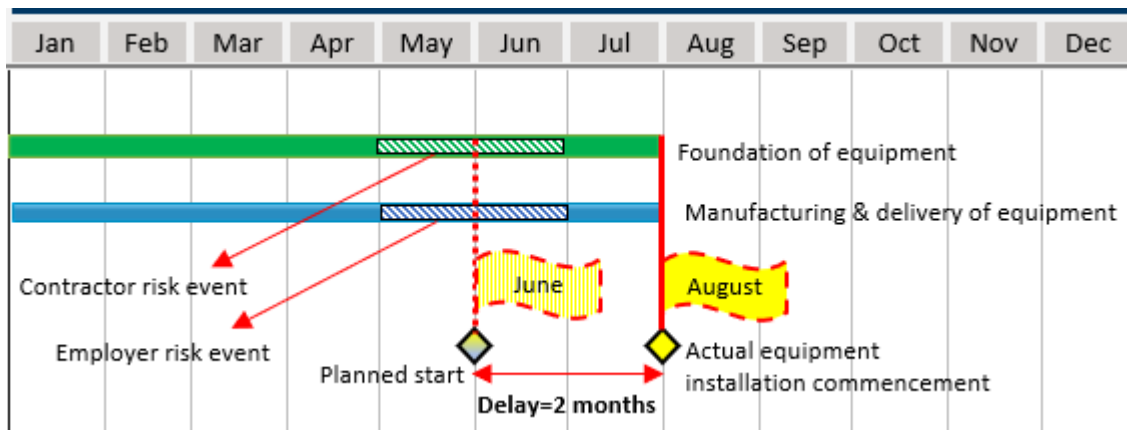 Jan Feb Mar Apr May Jun Jul Aug Sep Oct Nov Dec
Foundation of equipment
Manufacturing & delivery of equipment
Contractor risk event
June
August
Employer risk event
Planned start
Actual equipment
installation commencement
Delay=2 months